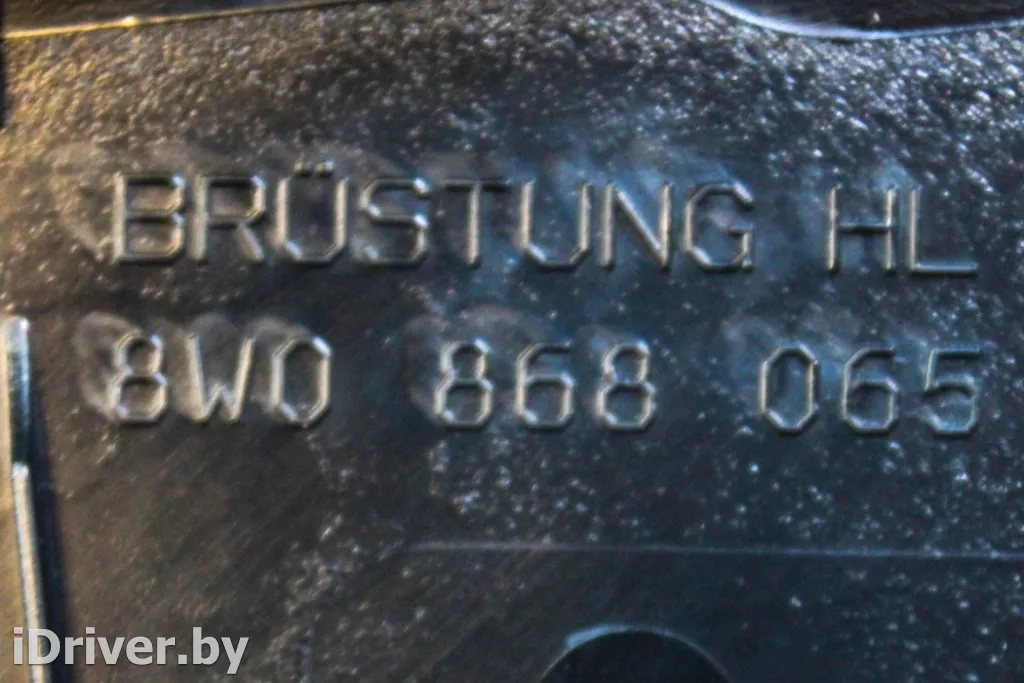 BRÜSTUNG HL
8W0 868 065
iDriver.by